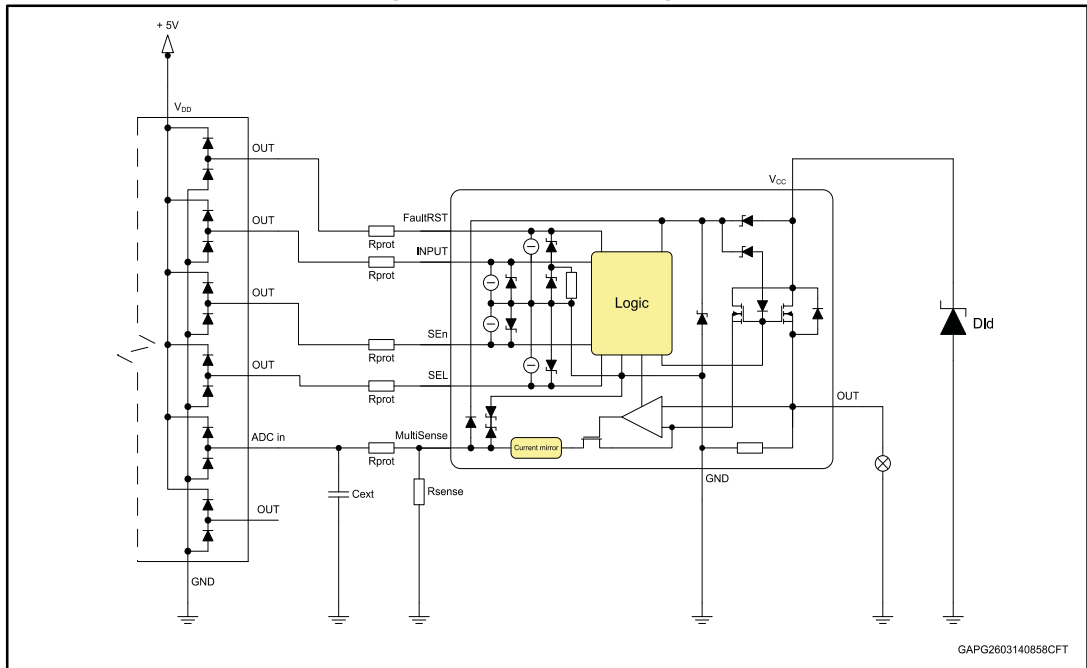 + 5V
VDD
OUT
OUT
OUT
OUT
ADC in
OUT
GND
Rprot
Rprot
Rprot
Rprot
Rprot
Cext
Rsense
FaultRST
INPUT
SEn
SEL
MultiSense
VCC
Logic
Current mirror
OUT
GND
Dld
GAPG2603140858CFT